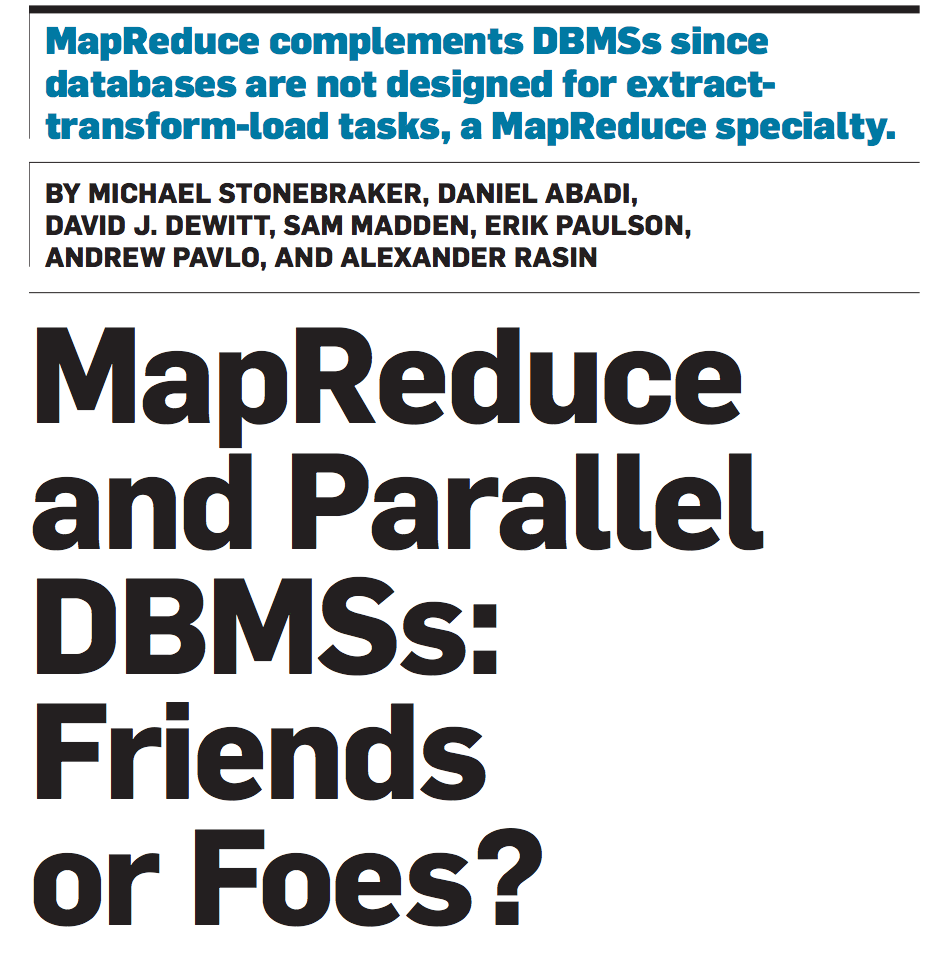 MapReduce complements DBMSs since
databases are not designed for extract-
transform-load tasks, a MapReduce specialty.
BY MICHAEL STONEBRAKER, DANIEL ABADI,
DAVID J. DEWITT, SAM MADDEN, ERIK PAULSON,
ANDREW PAVLO, AND ALEXANDER RASIN
MapReduce
and Parallel
DBMSs:
Friends
or Foes?